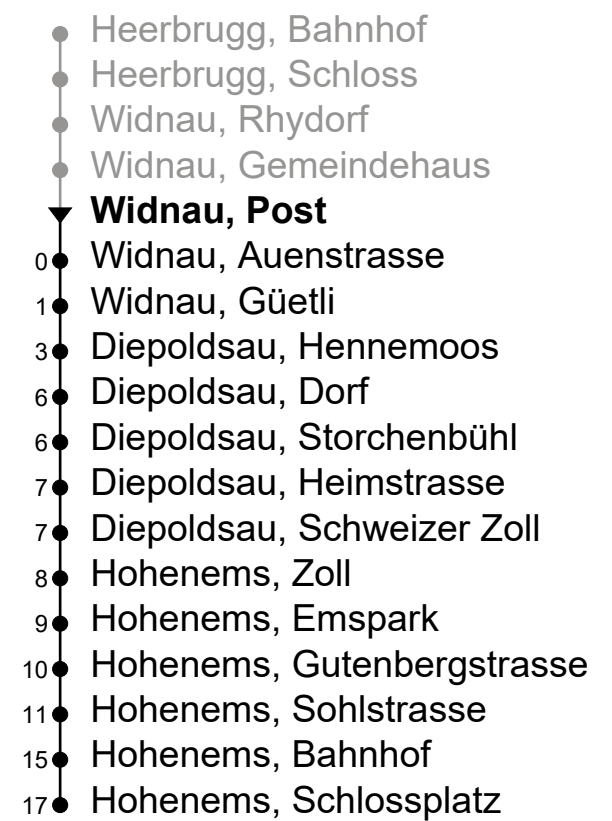 Heerbrugg, Bahnhof
Heerbrugg, Schloss
Widnau, Rhydorf
Widnau, Gemeindehaus
Widnau, Post
0 Widnau, Auenstrasse
1 Widnau, Güetli
3 Diepoldsau, Hennemoos
6 Diepoldsau, Dorf
6 Diepoldsau, Storchenbühl
7 Diepoldsau, Heimstrasse
7 Diepoldsau, Schweizer Zoll
8 Hohenems, Zoll
9 Hohenems, Emspark
10 Hohenems, Gutenbergstrasse
11 Hohenems, Sohlstrasse
15 Hohenems, Bahnhof
17 Hohenems, Schlossplatz